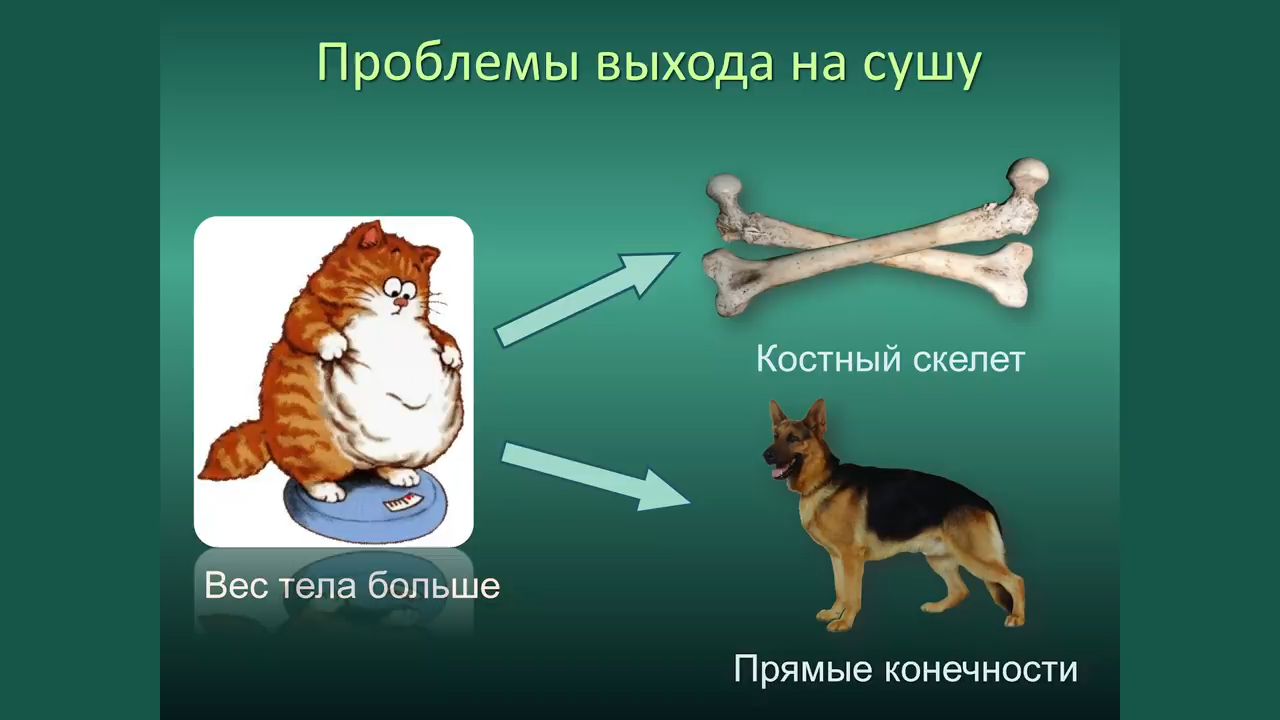 Проблемы выхода на сушу
Костный скелет
Вес тела больше
Прямые конечности